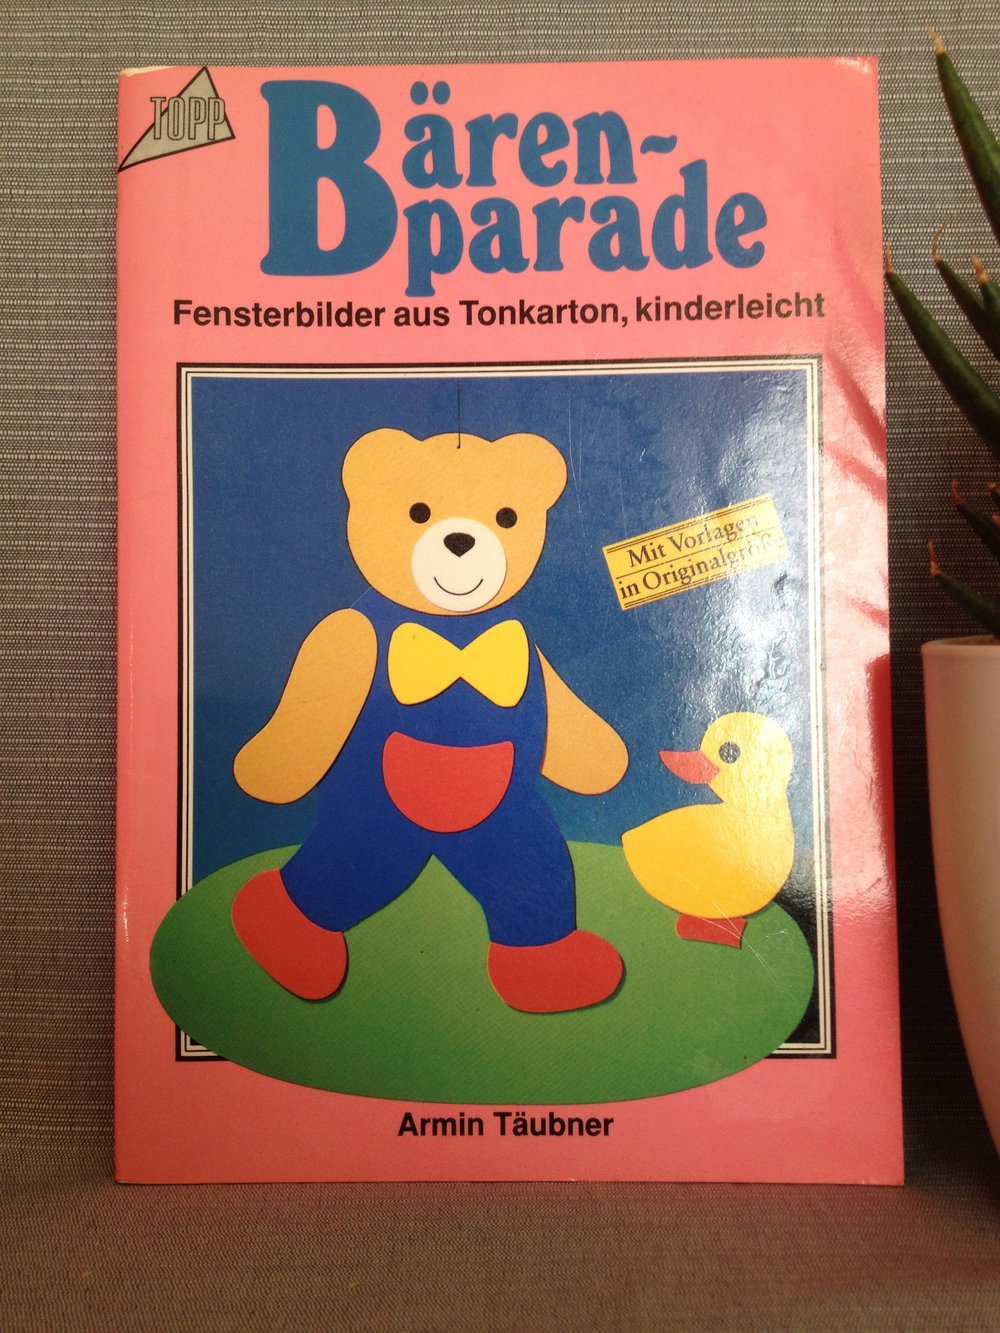 TOPP
Bären-
parade
Fensterbilder aus Tonkarton, kinderleicht
Mit Vorlagen
in Originalgröße
Armin Täubner